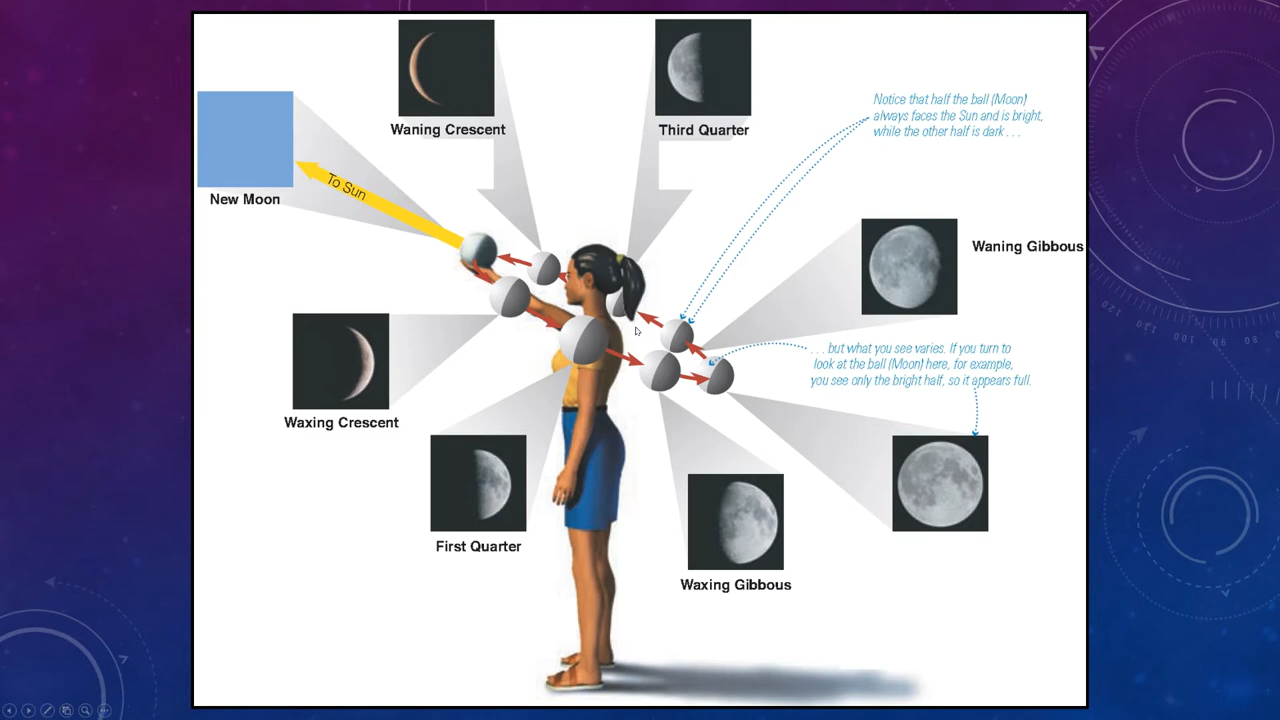 Waning Crescent
Third Quarter
Notice that half the ball (Moon)
always faces the Sun and is bright,
while the other half is dark . . .
To Sun
New Moon
Waning Gibbous
. . . but what you see varies. If you turn to
look at the ball (Moon) here, for example,
you see only the bright half, so it appears full.
Waxing Crescent
First Quarter
Waxing Gibbous